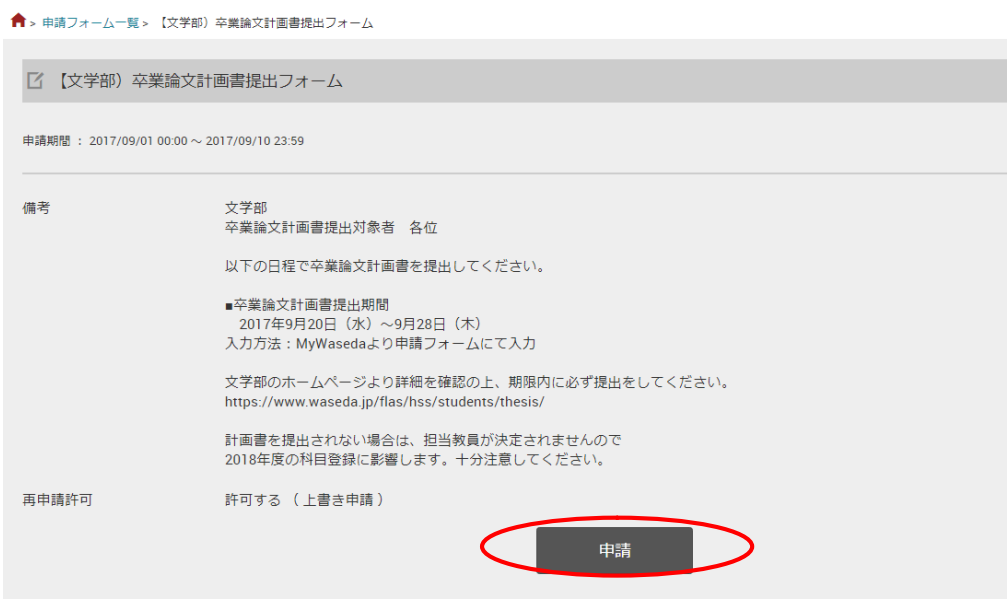 > 申請フォーム一覧 > 【文学部）卒業論文計画書提出フォーム
【文学部）卒業論文計画書提出フォーム
申請期間 ： 2017/09/01 00:00 ～ 2017/09/10 23:59
備考
文学部
卒業論文計画書提出対象者　各位
以下の日程で卒業論文計画書を提出してください。
■卒業論文計画書提出期間
2017年9月20日（水）～9月28日（木）
入力方法：MyWasedaより申請フォームにて入力
文学部のホームページより詳細を確認の上、期限内に必ず提出をしてください。
https://www.waseda.jp/flas/hss/students/thesis/
計画書を提出されない場合は、担当教員が決定されませんので
2018年度の科目登録に影響します。十分注意してください。
再申請許可
許可する （ 上書き申請 ）
申請